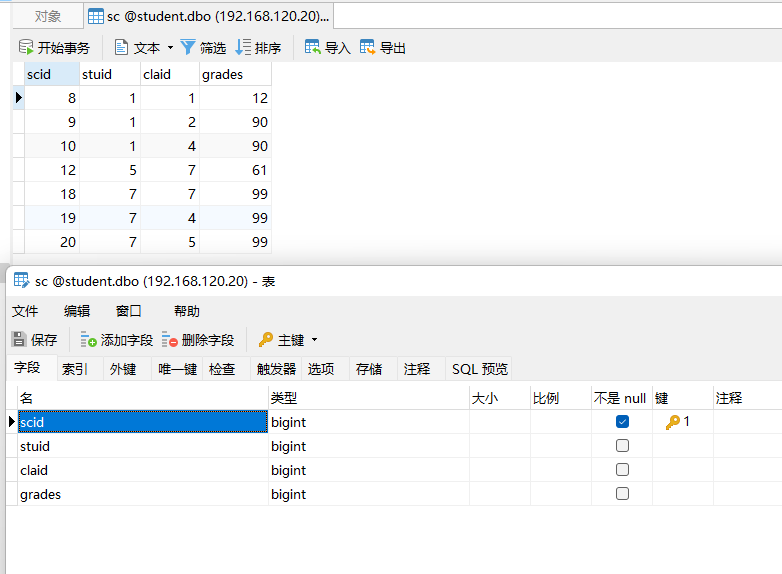 对象 sc @student.dbo (192.168.120.20)...
开始事务 文本 筛选 排序 导入 导出
scid stuid claid grades
8 1 1 12
9 1 2 90
10 1 4 90
12 5 7 61
18 7 7 99
19 7 4 99
20 7 5 99
sc @student.dbo (192.168.120.20) - 表
文件 编辑 窗口 帮助
保存 添加字段 删除字段 主键
字段 索引 外键 唯一键 检查 触发器 选项 存储 注释 SQL 预览
名 类型 大小 比例 不是 null 键 注释
scid bigint 1
stuid bigint
claid bigint
grades bigint